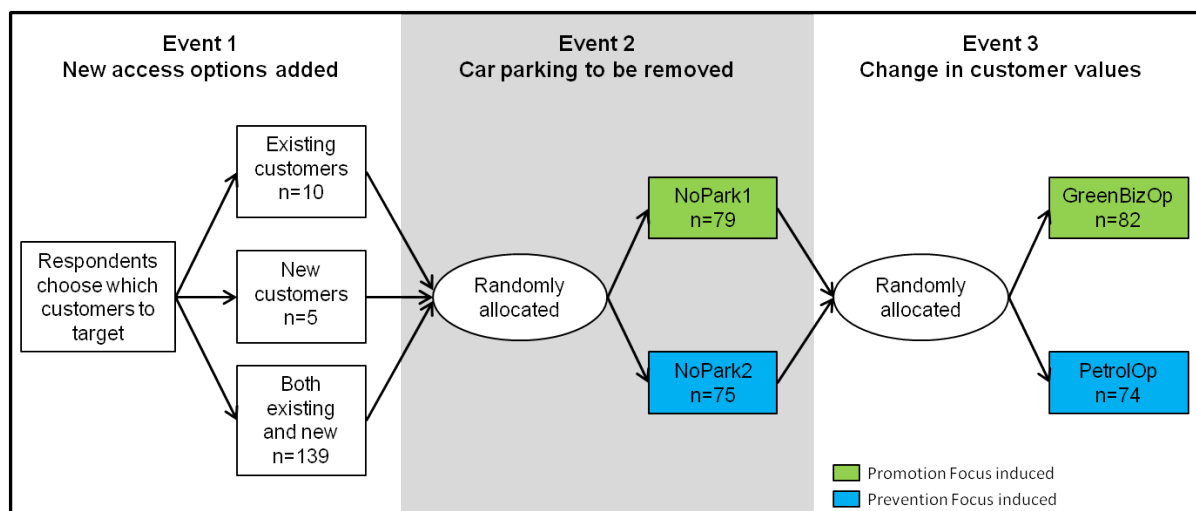 Event 1
New access options added
Event 2
Car parking to be removed
Event 3
Change in customer values
Respondents
choose which
customers to
target
Existing
customers
n=10
New
customers
n=5
Both
existing
and new
n=139
Randomly
allocated
NoPark1
n=79
NoPark2
n=75
Randomly
allocated
GreenBizOp
n=82
PetrolOp
n=74
Promotion Focus induced
Prevention Focus induced